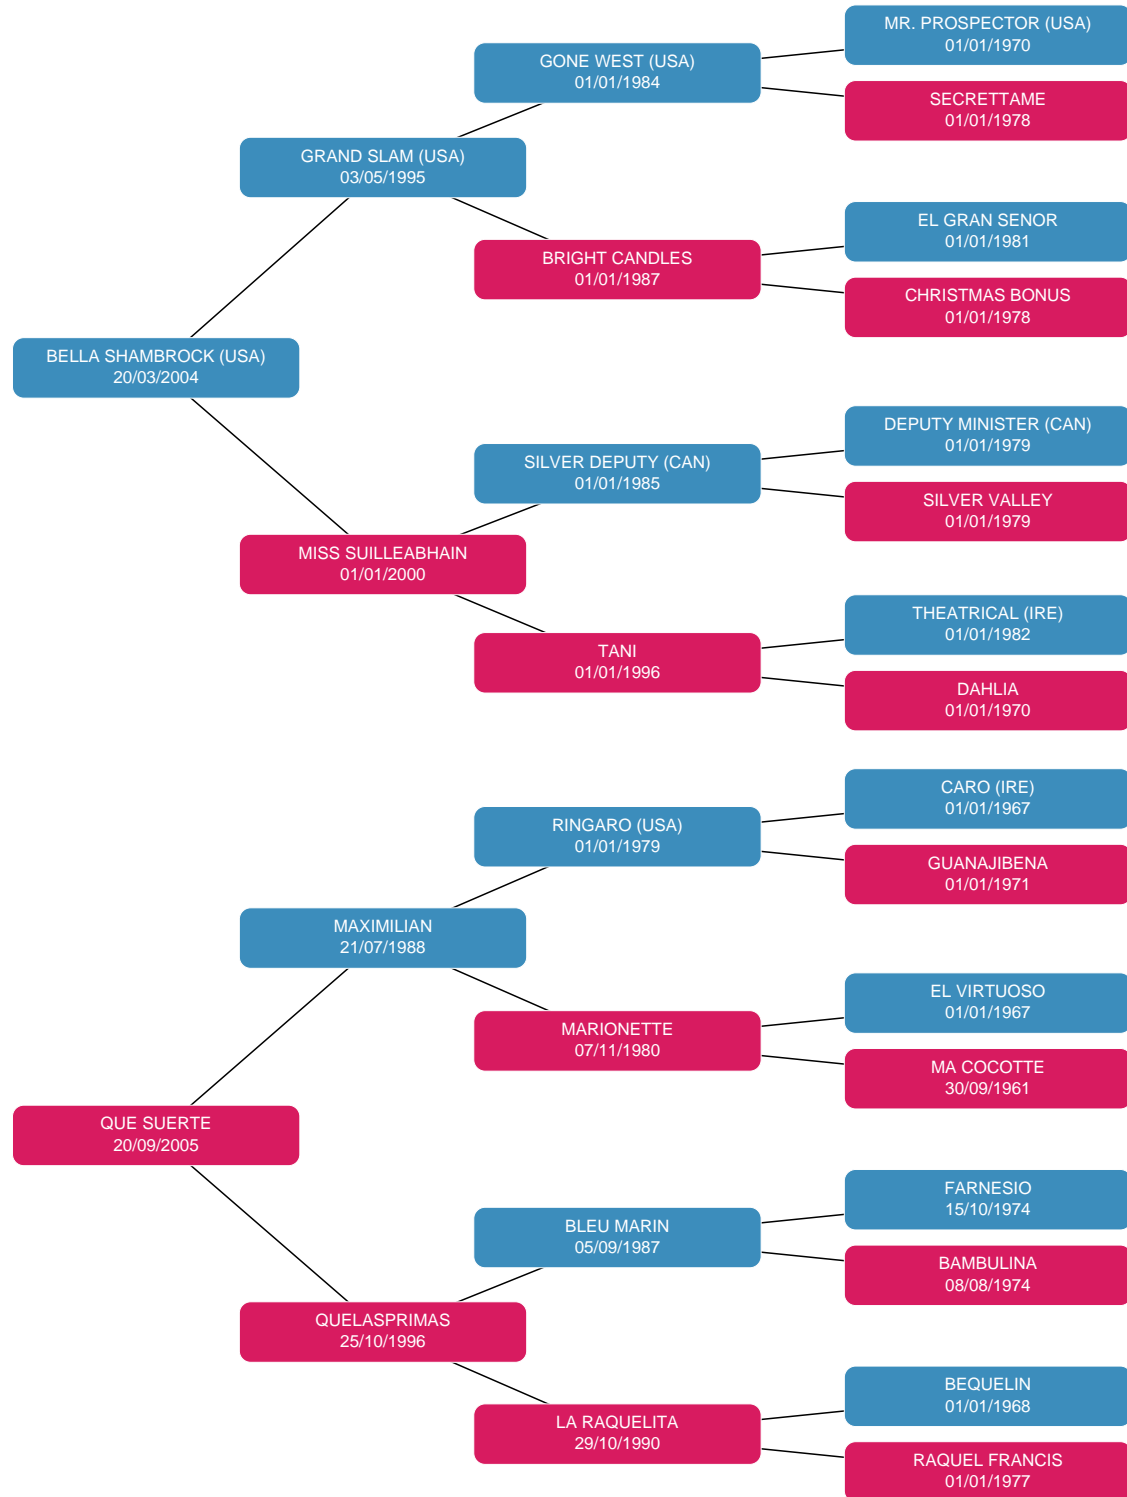 MR. PROSPECTOR (USA)
01/01/1970
GONE WEST (USA)
01/01/1984
SECRETTAME
01/01/1978
GRAND SLAM (USA)
03/05/1995
EL GRAN SENOR
01/01/1981
BRIGHT CANDLES
01/01/1987
CHRISTMAS BONUS
01/01/1978
BELLA SHAMBROCK (USA)
20/03/2004
DEPUTY MINISTER (CAN)
01/01/1979
SILVER DEPUTY (CAN)
01/01/1985
SILVER VALLEY
01/01/1979
MISS SUILLEABHAIN
01/01/2000
THEATRICAL (IRE)
01/01/1982
TANI
01/01/1996
DAHLIA
01/01/1970
CARO (IRE)
01/01/1967
RINGARO (USA)
01/01/1979
GUANAJIBENA
01/01/1971
MAXIMILIAN
21/07/1988
EL VIRTUOSO
01/01/1967
MARIONETTE
07/11/1980
MA COCOTTE
30/09/1961
QUE SUERTE
20/09/2005
FARNESIO
15/10/1974
BLEU MARIN
05/09/1987
BAMBULINA
08/08/1974
QUELASPRIMAS
25/10/1996
BEQUELIN
01/01/1968
LA RAQUELITA
29/10/1990
RAQUEL FRANCIS
01/01/1977